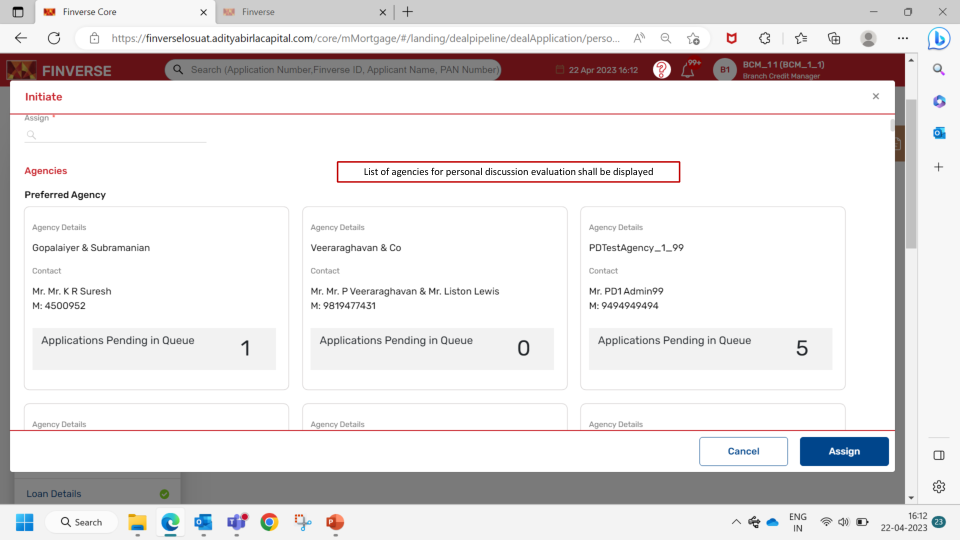 Finverse Core
Finverse
https://finverselosuat.adityabirlacapital.com/core/mMortgage/#/landing/dealpipeline/dealApplication/perso...
FINVERSE
Search (Application Number,Finverse ID, Applicant Name, PAN Number)
22 Apr 2023 16:12
99+
B1
BCM_1 1 (BCM_1_1)
Branch Credit Manager
Initiate
Assign *
Agencies
List of agencies for personal discussion evaluation shall be displayed
Preferred Agency
Agency Details
Gopalaiyer & Subramanian
Contact
Mr. Mr. K R Suresh
M: 4500952
Applications Pending in Queue
1
Agency Details
Veeraraghavan & Co
Contact
Mr. Mr. P Veeraraghavan & Mr. Liston Lewis
M: 9819477431
Applications Pending in Queue
0
Agency Details
PDTestAgency_1_99
Contact
Mr. PD1 Admin99
M: 9494949494
Applications Pending in Queue
5
Agency Details
Agency Details
Agency Details
Cancel
Assign
Loan Details
Search
ENG
IN
16:12
22-04-2023
23